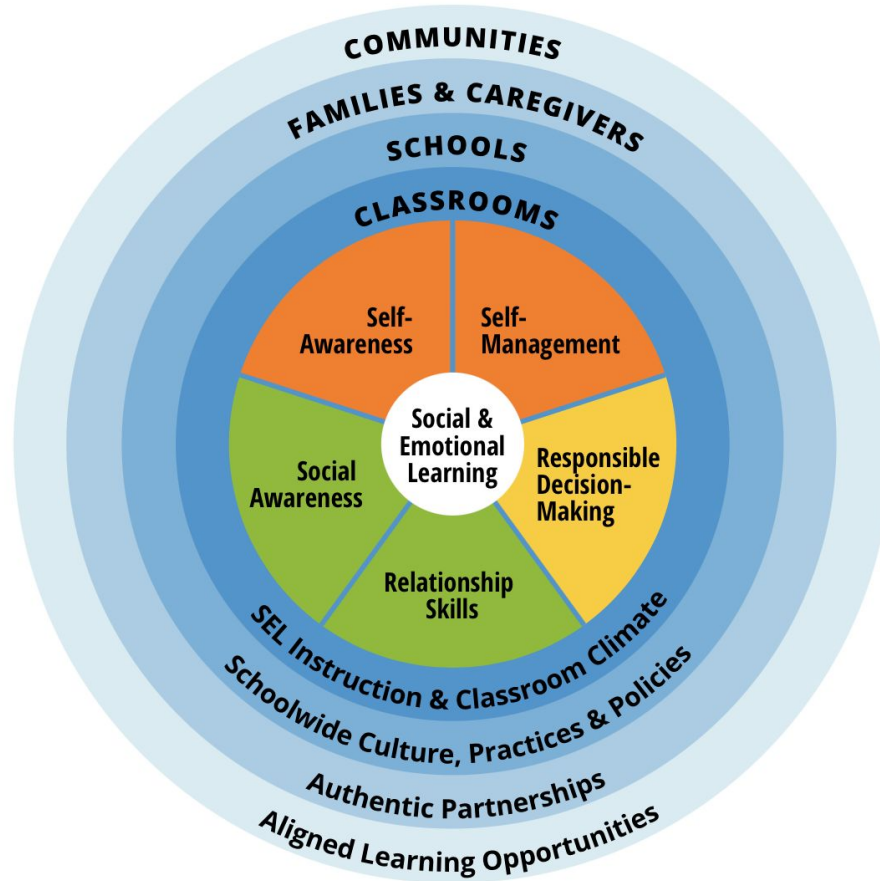 COMMUNITIES
FAMILIES & CAREGIVERS
SCHOOLS
CLASSROOMS
Self-
Awareness
Self-
Management
Social &
Emotional
Learning
Social
Awareness
Responsible
Decision-
Making
Relationship
Skills
SEL Instruction & Classroom Climate
Schoolwide Culture, Practices & Policies
Authentic Partnerships
Aligned Learning Opportunities